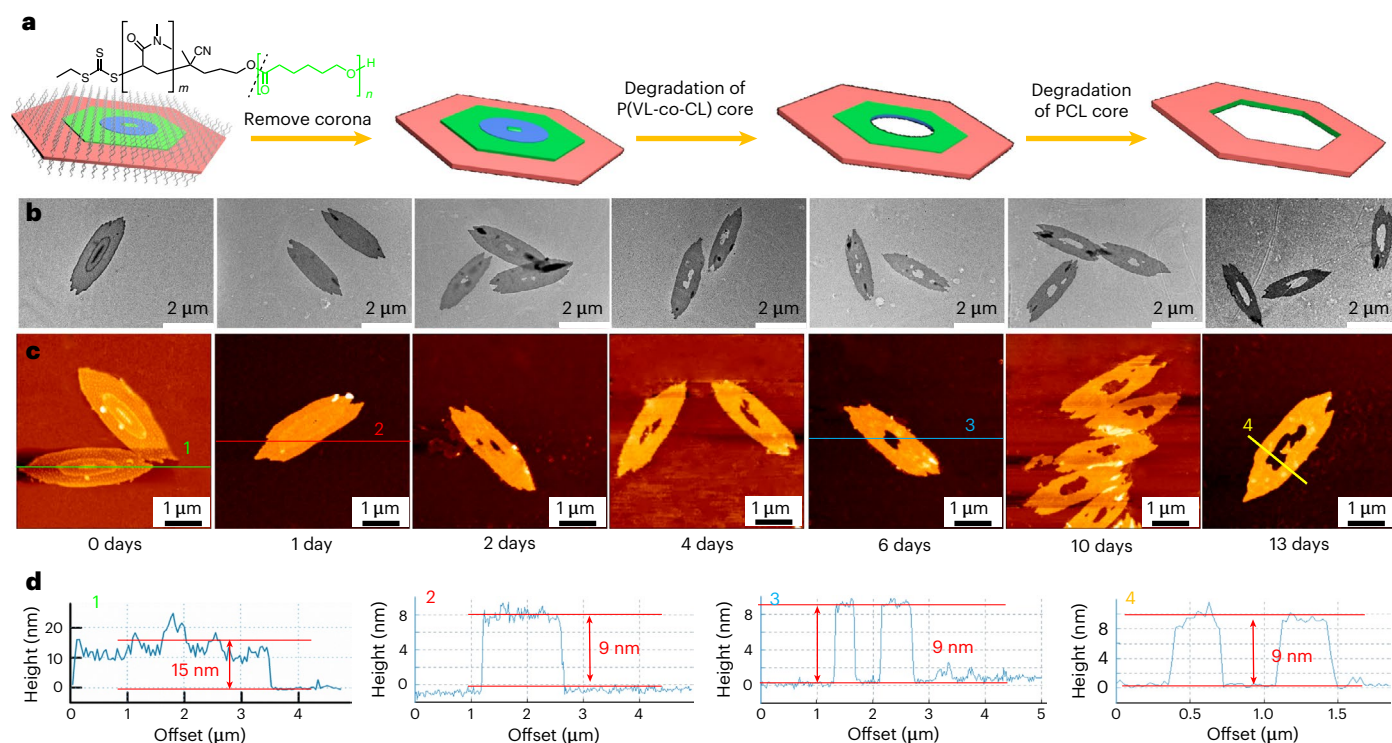 a
O
N
S
S
S
m
CN
O
O
O
H
n
Remove corona
Degradation of
P(VL-co-CL) core
Degradation
of PCL core
b
2 μm
2 μm
2 μm
2 μm
2 μm
2 μm
2 μm
c
1
2
3
4
1 μm
1 μm
1 μm
1 μm
1 μm
1 μm
1 μm
0 days
1 day
2 days
4 days
6 days
10 days
13 days
d
1
Height (nm)
20
10
0
15 nm
0
1
2
3
4
Offset (μm)
2
Height (nm)
8
4
0
9 nm
0
1
2
3
4
Offset (μm)
3
Height (nm)
8
4
0
9 nm
0
1
2
3
4
5
Offset (μm)
4
Height (nm)
8
4
0
9 nm
0
0.5
1.0
1.5
Offset (μm)